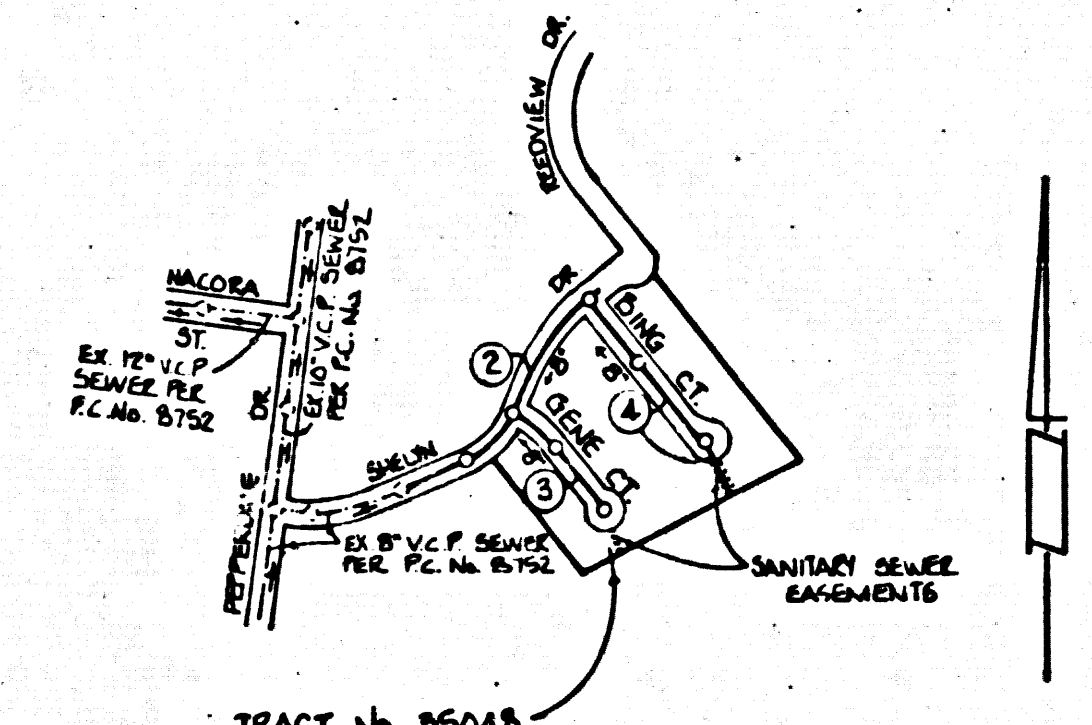 REEDVIEW DR.
NACORA
ST.
EX. 12" V.C.P
SEWER PER
P.C. No. 8752
EX. 10" V.C.P. SEWER
PER P.C. No. 8752
DR
SHELYN
DR
BING CT.
GENE CT.
2
8"
8"
4
3
EX 8" V.C.P. SEWER
PER P.C. No. 8752
SANITARY SEWER
EASEMENTS
TRACT No. 35048